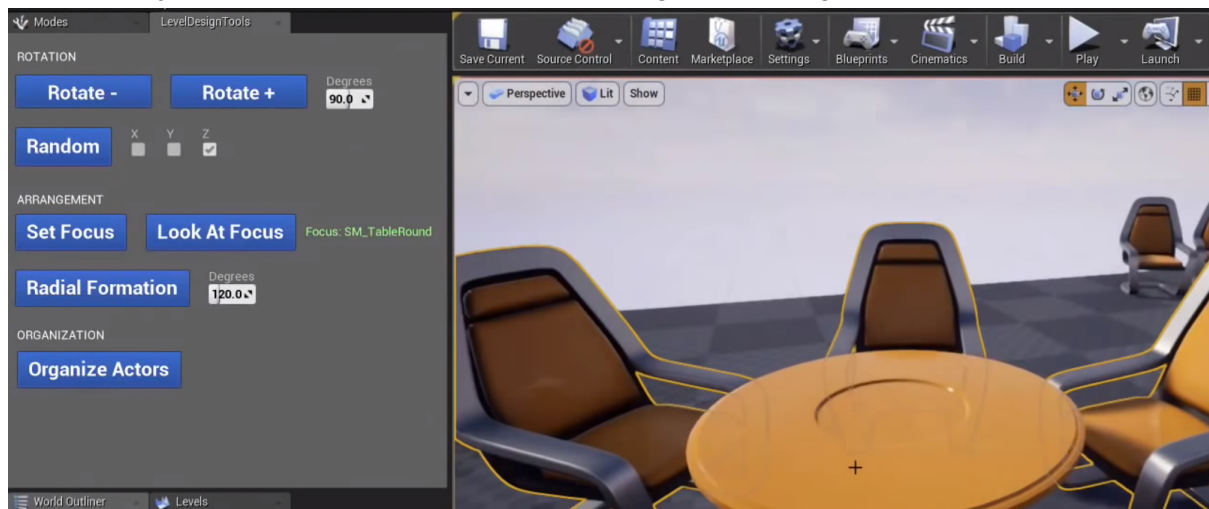 Modes
LevelDesignTools
ROTATION
Rotate -
Rotate +
Degrees
90.0
Random
X
Y
Z
ARRANGEMENT
Set Focus
Look At Focus
Focus: SM_TableRound
Radial Formation
Degrees
120.0
ORGANIZATION
Organize Actors
World Outliner
Levels
Save Current
Source Control
Content
Marketplace
Settings
Blueprints
Cinematics
Build
Play
Launch
Perspective
Lit
Show